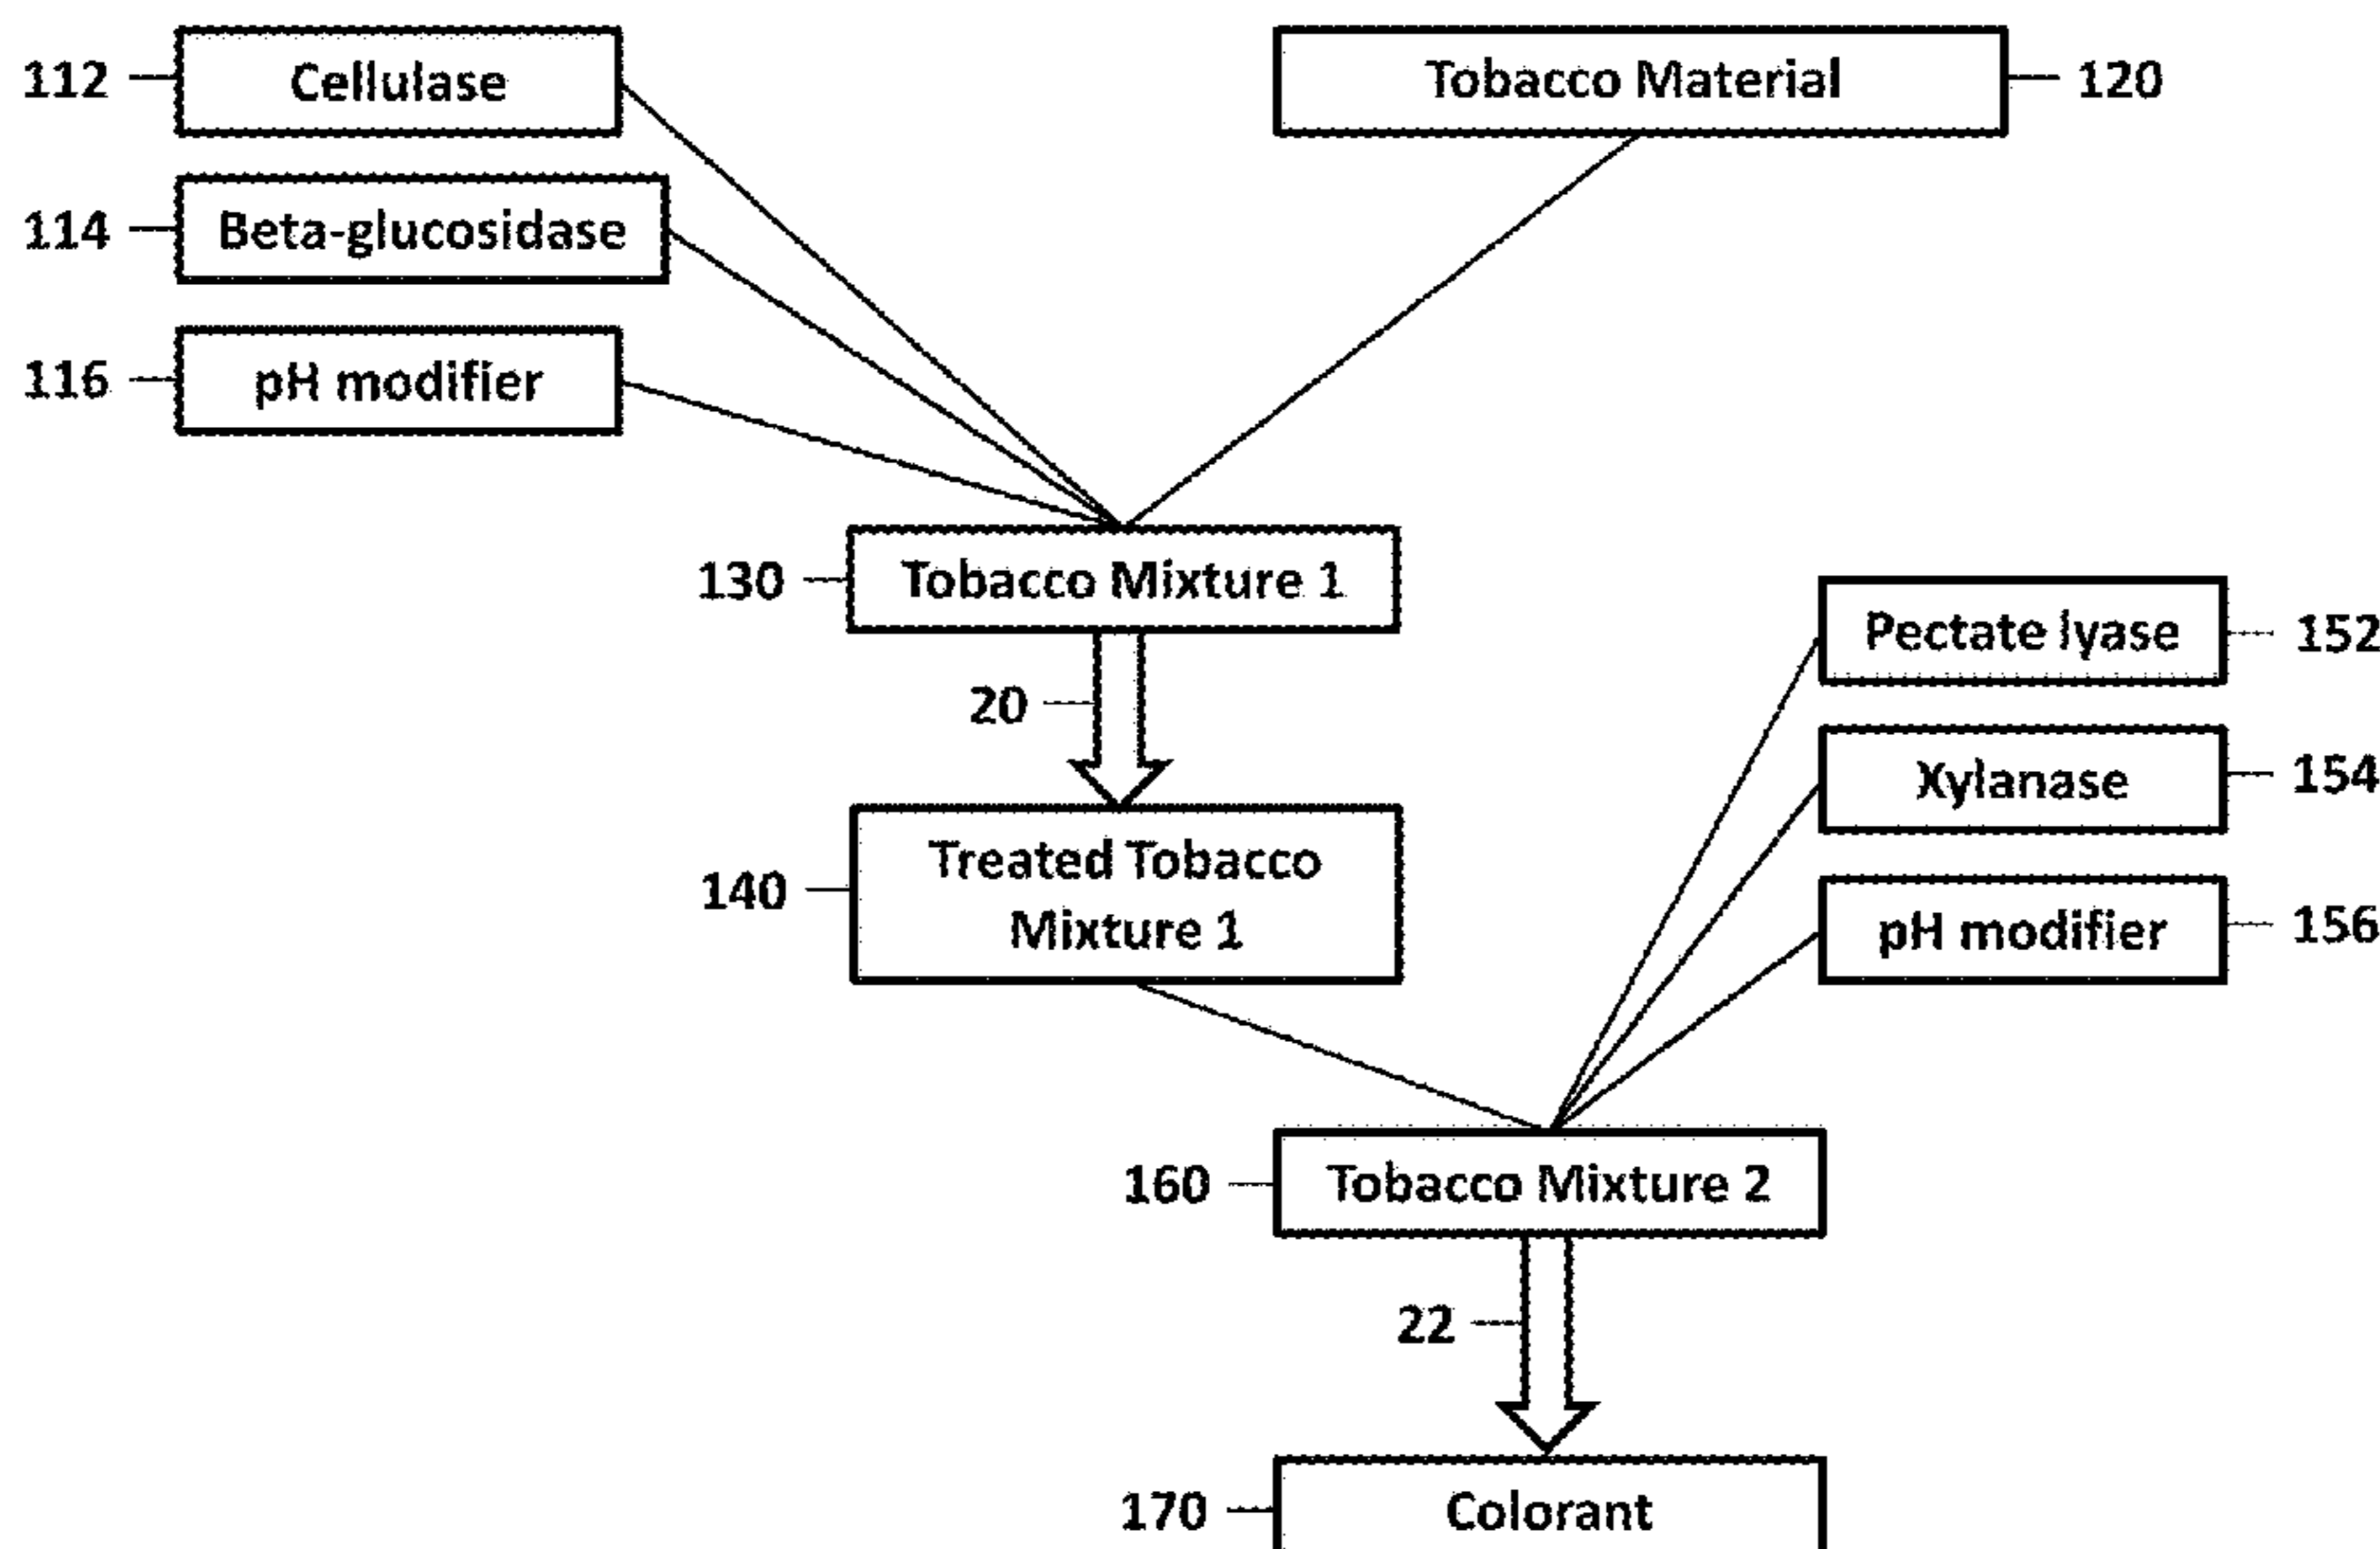 112 Cellulase
Tobacco Material 120
114 Beta-glucosidase
116 pH modifier
130 Tobacco Mixture 1
Pectate lyase 152
20
Xylanase 154
140 Treated Tobacco
Mixture 1
pH modifier 156
160 Tobacco Mixture 2
22
170 Colorant